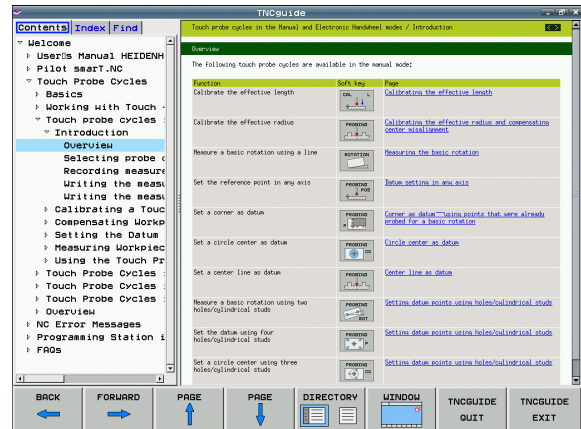 TNCguide
Contents Index Find
Touch probe cycles in the Manual and Electronic Handwheel modes / Introduction
Welcome
User's Manual HEIDENH
Pilot smarT.NC
Touch Probe Cycles
Basics
Working with Touch
Touch probe cycles
Introduction
Overview
Selecting probe c
Recording measure
Writing the measu
Writing the measu
Calibrating a Touc
Compensating Workp
Setting the Datum
Measuring Workpiec
Using the Touch Pr
Touch Probe Cycles
Touch Probe Cycles
Touch Probe Cycles
Overview
NC Error Messages
Programming Station i
FAQs
Overview
The following touch probe cycles are available in the manual mode:
Function Soft key Page
Calibrate the effective length CAL L Calibrating the effective length
Calibrate the effective radius PROBING Calibrating the effective radius and compensating
center misalignment
Measure a basic rotation using a line ROTATION Measuring the basic rotation
Set the reference point in any axis PROBING POS Datum setting in any axis
Set a corner as datum PROBING P Corner as datum using points that were already
probed for a basic rotation
Set a circle center as datum PROBING CC Circle center as datum
Set a center line as datum PROBING Center line as datum
Measure a basic rotation using two
holes/cylindrical studs PROBING ROT Setting datum points using holes/cylindrical studs
Set the datum using four
holes/cylindrical studs PROBING P Setting datum points using holes/cylindrical studs
Set a circle center using three
holes/cylindrical studs PROBING CC Setting datum points using holes/cylindrical studs
BACK FORWARD PAGE PAGE DIRECTORY WINDOW TNCGUIDE TNCGUIDE
QUIT EXIT